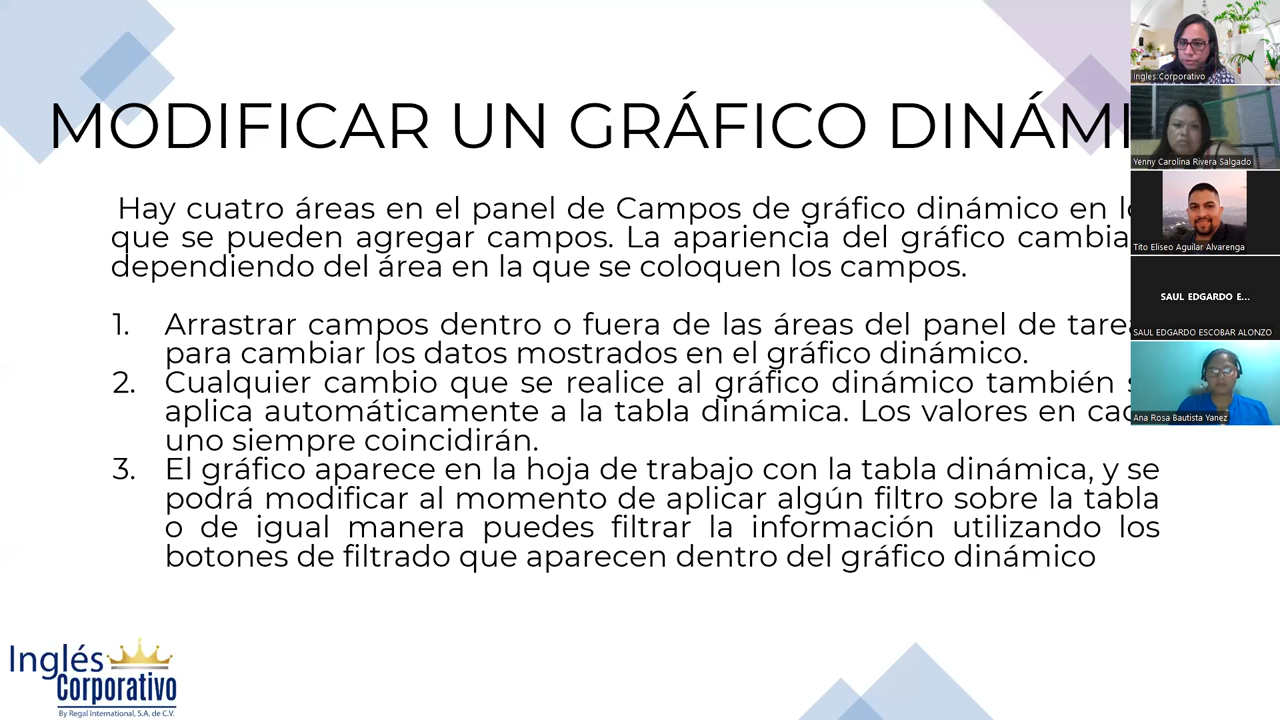 MODIFICAR UN GRÁFICO DINÁMI
Hay cuatro áreas en el panel de Campos de gráfico dinámico en
que se pueden agregar campos. La apariencia del gráfico cambia
dependiendo del área en la que se coloquen los campos.
1. Arrastrar campos dentro o fuera de las áreas del panel de tarea
para cambiar los datos mostrados en el gráfico dinámico.
2. Cualquier cambio que se realice al gráfico dinámico también
aplica automáticamente a la tabla dinámica. Los valores en
uno siempre coincidirán.
3. El gráfico aparece en la hoja de trabajo con la tabla dinámica, y se
podrá modificar al momento de aplicar algún filtro sobre la tabla
o de igual manera puedes filtrar la información utilizando los
botones de filtrado que aparecen dentro del gráfico dinámico
Inglés
Corporativo
By Regal International, S.A. de C.V.
Ingles Corporativo
Yenny Carolina Rivera Salgado
Tito Eliseo Aguilar Alvarenga
SAUL EDGARDO E...
SAUL EDGARDO ESCOBAR ALONZO
Ana Rosa Bautista Yanez